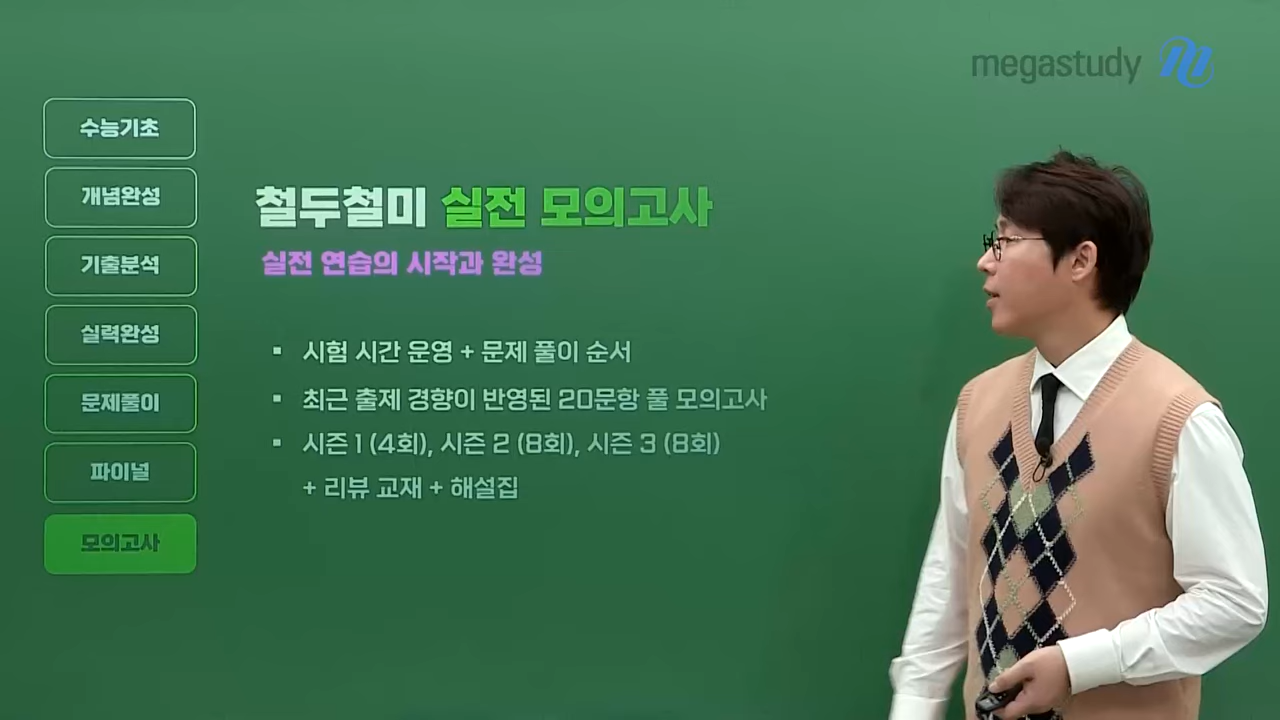 megastudy
수능기초
개념완성
기출분석
실력완성
문제풀이
파이널
모의고사
철두철미 실전 모의고사
실전 연습의 시작과 완성
▪ 시험 시간 운영 + 문제 풀이 순서
▪ 최근 출제 경향이 반영된 20문항 풀 모의고사
▪ 시즌 1 (4회), 시즌 2 (8회), 시즌 3 (8회)
+ 리뷰 교재 + 해설집